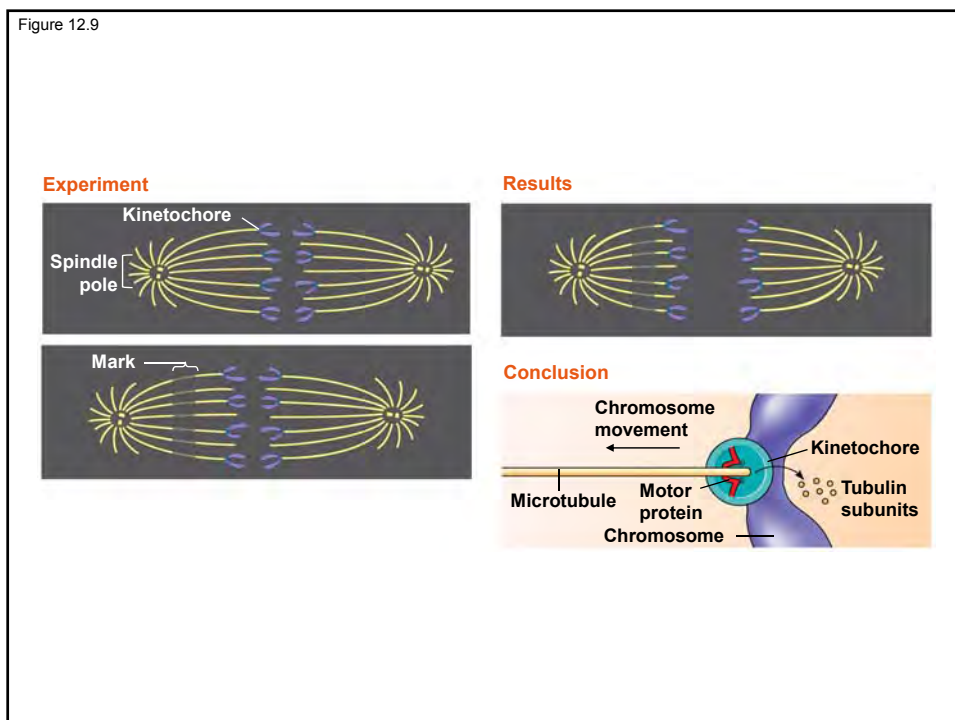 Figure 12.9
Experiment
Kinetochore
Spindle
pole
Mark
Results
Conclusion
Chromosome
movement
Kinetochore
Microtubule
Motor
protein
Tubulin
subunits
Chromosome